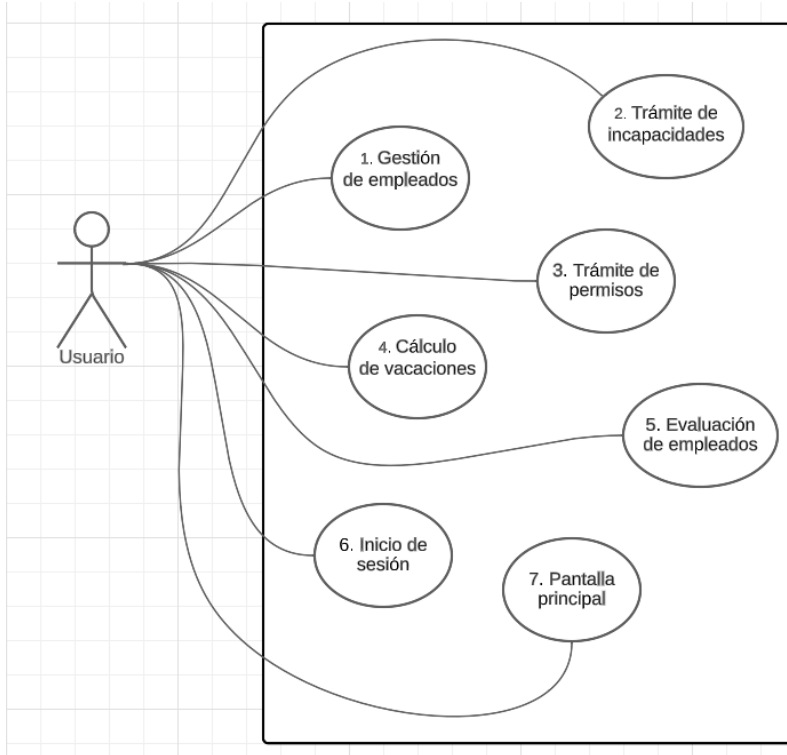 2. Trámite de
incapacidades
1. Gestión
de empleados
3. Trámite de
permisos
Usuario
4. Cálculo
de vacaciones
5. Evaluación
de empleados
6. Inicio de
sesión
7. Pantalla
principal